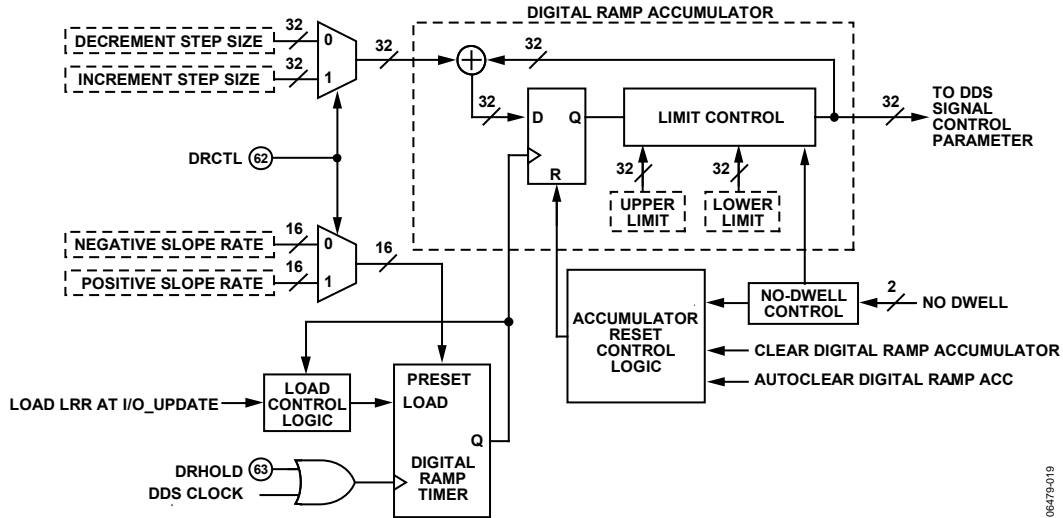 DIGITAL RAMP ACCUMULATOR
DECREMENT STEP SIZE
32
0
INCREMENT STEP SIZE
32
1
32
32
32
D
Q
R
LIMIT CONTROL
32
TO DDS
SIGNAL
CONTROL
PARAMETER
DRCTL 62
32
UPPER
LIMIT
32
LOWER
LIMIT
NEGATIVE SLOPE RATE
16
0
POSITIVE SLOPE RATE
16
1
16
ACCUMULATOR
RESET
CONTROL
LOGIC
NO-DWELL
CONTROL
2
NO DWELL
CLEAR DIGITAL RAMP ACCUMULATOR
AUTOCLEAR DIGITAL RAMP ACC
LOAD LRR AT I/O_UPDATE
LOAD
CONTROL
LOGIC
PRESET
LOAD
Q
DIGITAL
RAMP
TIMER
DRHOLD 63
DDS CLOCK
06479-019